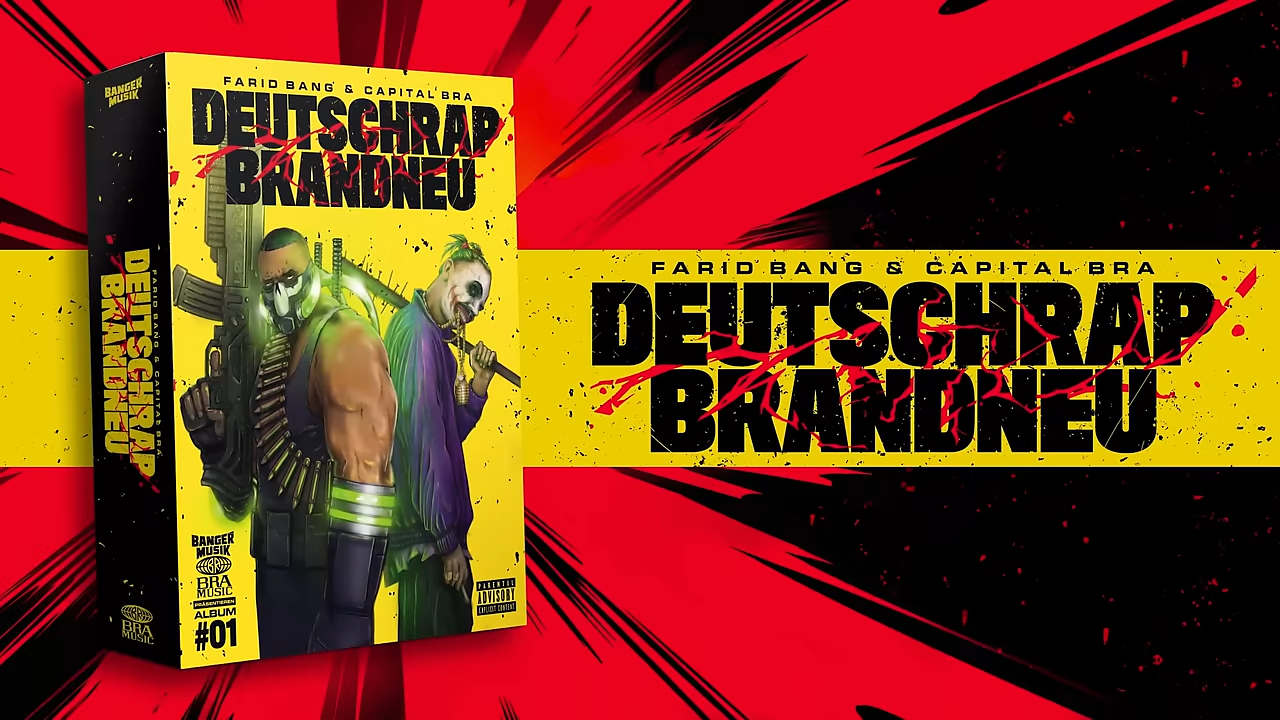 BANGER
MUSIK
FARID BANG & CAPITAL BRA
DEUTSCHRAP
BRANDNEU
BRA
MUSIC
FARID BANG & CAPITAL BRA
DEUTSCHRAP
BRANDNEU
BANGER
MUSIK
BRA
MUSIC
PRÄSENTIEREN
ALBUM
#01
PARENTAL
ADVISORY
EXPLICIT CONTENT
FARID BANG & CAPITAL BRA
DEUTSCHRAP
BRANDNEU